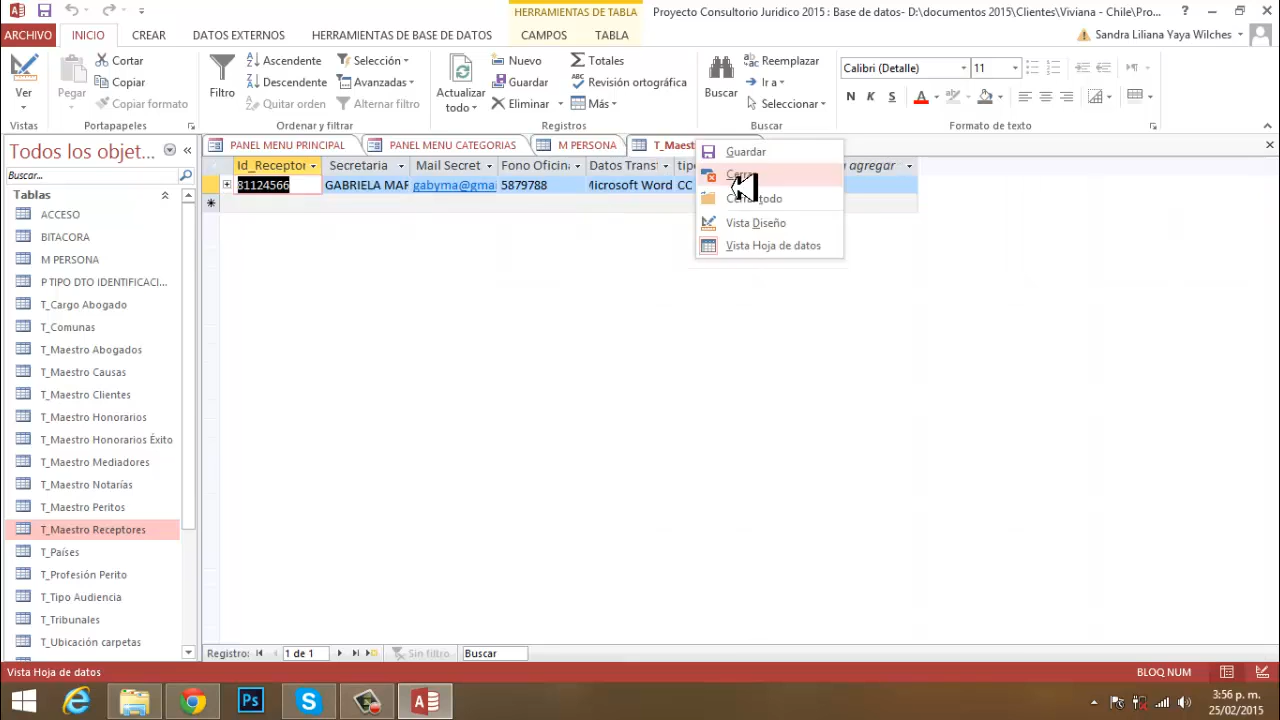 HERRAMIENTAS DE TABLA
Proyecto Consultorio Juridico 2015 : Base de datos- D:\documentos 2015\Clientes\Viviana - Chile\Pro...
ARCHIVO INICIO CREAR DATOS EXTERNOS HERRAMIENTAS DE BASE DE DATOS CAMPOS TABLA
Sandra Liliana Yaya Wilches
Ver
Vistas
Pegar
Cortar
Copiar
Copiar formato
Portapapeles
Filtro
Ascendente
Descendente
Quitar orden
Selección
Avanzadas
Alternar filtro
Ordenar y filtrar
Actualizar
todo
Nuevo
Guardar
Eliminar
Totales
Revisión ortográfica
Más
Registros
Buscar
Reemplazar
Ir a
Seleccionar
Buscar
Calibri (Detalle) 11
N K S A
Formato de texto
Todos los objet...
Buscar...
Tablas
ACCESO
BITACORA
M PERSONA
P TIPO DTO IDENTIFICACI...
T_Cargo Abogado
T_Comunas
T_Maestro Abogados
T_Maestro Causas
T_Maestro Clientes
T_Maestro Honorarios
T_Maestro Honorarios Éxito
T_Maestro Mediadores
T_Maestro Notarías
T_Maestro Peritos
T_Maestro Receptores
T_Países
T_Profesión Perito
T_Tipo Audiencia
T_Tribunales
T_Ubicación carpetas
PANEL MENU PRINCIPAL PANEL MENU CATEGORIAS M PERSONA T_Maest
Id_Receptor Secretaria Mail Secret Fono Oficina Datos Transf tipo agregar
81124566 GABRIELA MAR gabyma@gmai 5879788 Microsoft Word CC
Guardar
Cerrar
Cerrar todo
Vista Diseño
Vista Hoja de datos
Registro: 1 de 1 Sin filtro Buscar
Vista Hoja de datos
BLOQ NUM
Ps
3:56 p. m.
25/02/2015